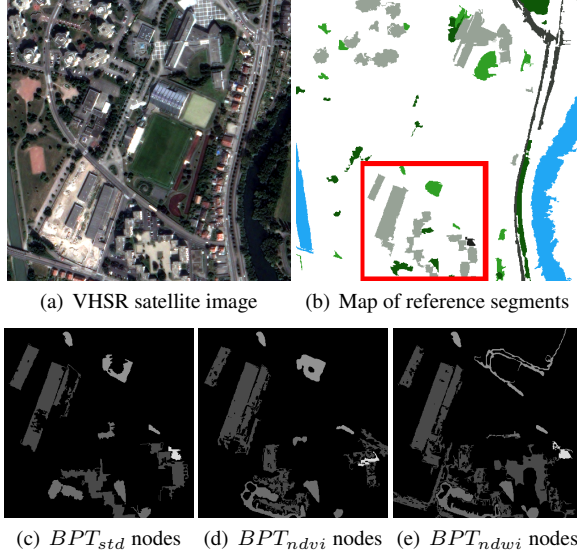 (a) VHSR satellite image
(b) Map of reference segments
(c) BPT_std nodes
(d) BPT_ndvi nodes
(e) BPT_ndwi nodes